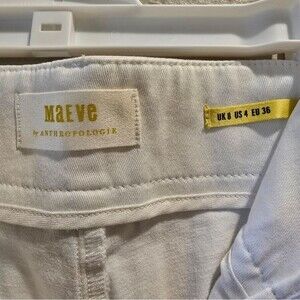 MAEVE
by ANTHROPOLOGIE
UK 8 US 4 EU 36